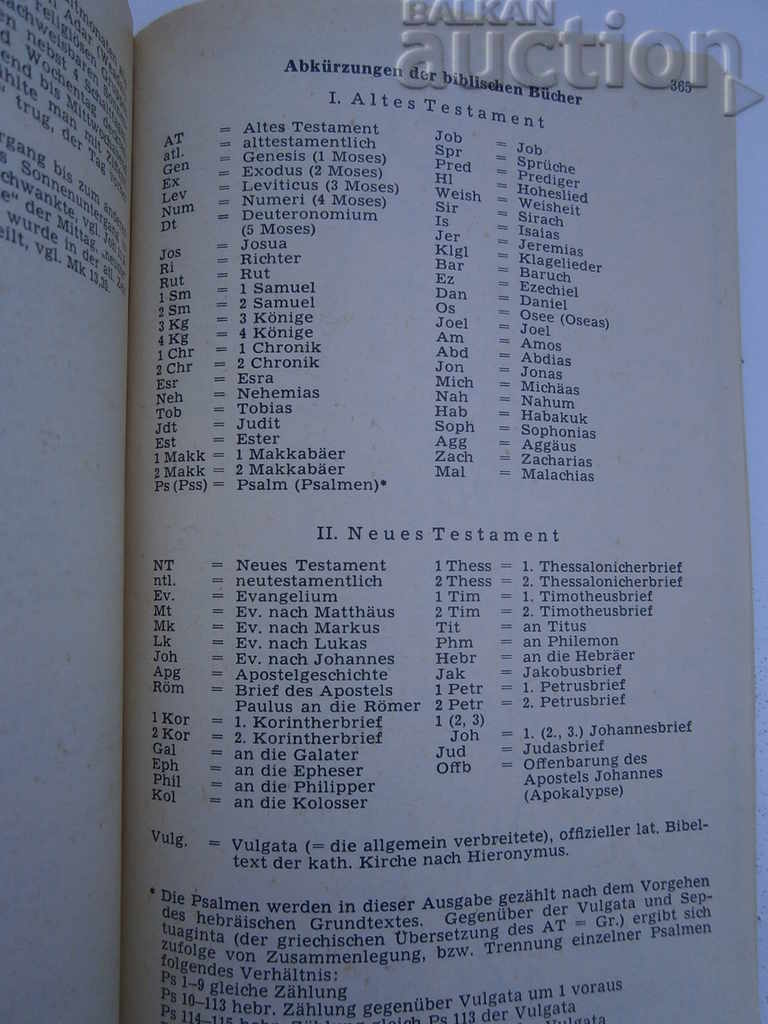 BALKAN
auction
Abkürzungen der biblischen Bücher 365
I. Altes Testament
AT = Altes Testament
atl. = alttestamentlich
Gen = Genesis (1 Moses)
Ex = Exodus (2 Moses)
Lev = Leviticus (3 Moses)
Num = Numeri (4 Moses)
Dt = Deuteronomium
(5 Moses)
Jos = Josua
Ri = Richter
Rut = Rut
1 Sm = 1 Samuel
2 Sm = 2 Samuel
3 Kg = 3 Könige
4 Kg = 4 Könige
1 Chr = 1 Chronik
2 Chr = 2 Chronik
Esr = Esra
Neh = Nehemias
Tob = Tobias
Jdt = Judit
Est = Ester
1 Makk = 1 Makkabäer
2 Makk = 2 Makkabäer
Ps (Pss) = Psalm (Psalmen)*
Job = Job
Spr = Sprüche
Pred = Prediger
Hl = Hoheslied
Weish = Weisheit
Sir = Sirach
Is = Isaias
Jer = Jeremias
Klgl = Klagelieder
Bar = Baruch
Ez = Ezechiel
Dan = Daniel
Os = Osee (Oseas)
Joel = Joel
Am = Amos
Abd = Abdias
Jon = Jonas
Mich = Michäas
Nah = Nahum
Hab = Habakuk
Soph = Sophonias
Agg = Aggäus
Zach = Zacharias
Mal = Malachias
II. Neues Testament
NT = Neues Testament
ntl. = neutestamentlich
Ev. = Evangelium
Mt = Ev. nach Matthäus
Mk = Ev. nach Markus
Lk = Ev. nach Lukas
Joh = Ev. nach Johannes
Apg = Apostelgeschichte
Röm = Brief des Apostels
Paulus an die Römer
1 Kor = 1. Korintherbrief
2 Kor = 2. Korintherbrief
Gal = an die Galater
Eph = an die Epheser
Phil = an die Philipper
Kol = an die Kolosser
1 Thess = 1. Thessalonicherbrief
2 Thess = 2. Thessalonicherbrief
1 Tim = 1. Timotheusbrief
2 Tim = 2. Timotheusbrief
Tit = an Titus
Phm = an Philemon
Hebr = an die Hebräer
Jak = Jakobusbrief
1 Petr = 1. Petrusbrief
2 Petr = 2. Petrusbrief
1 (2, 3)
Joh = 1. (2., 3.) Johannesbrief
Jud = Judasbrief
Offb = Offenbarung des
Apostels Johannes
(Apokalypse)
Vulg. = Vulgata (= die allgemein verbreitete), offizieller lat. Bibel-
text der kath. Kirche nach Hieronymus.
* Die Psalmen werden in dieser Ausgabe gezählt nach dem Vorgehen
des hebräischen Grundtextes. Gegenüber der Vulgata und Sep-
tuaginta (der griechischen Übersetzung des AT = Gr.) ergibt sich
zufolge von Zusammenlegung, bzw. Trennung einzelner Psalmen
folgendes Verhältnis:
Ps 1–9 gleiche Zählung
Ps 10–113 hebr. Zählung gegenüber Vulgata um 1 voraus
Ps 114–115 hebr. Zählung gleich Ps 113 der Vulgata